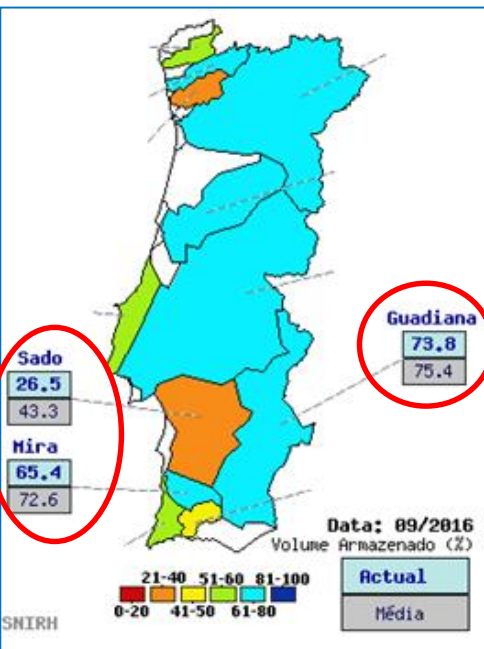 Guadiana
73.8
75.4
Sado
26.5
43.3
Mira
65.4
72.6
Data: 09/2016
Volume Armazenado (%)
Actual
Média
21-40 51-60 81-100
0-20 41-50 61-80
SNIRH